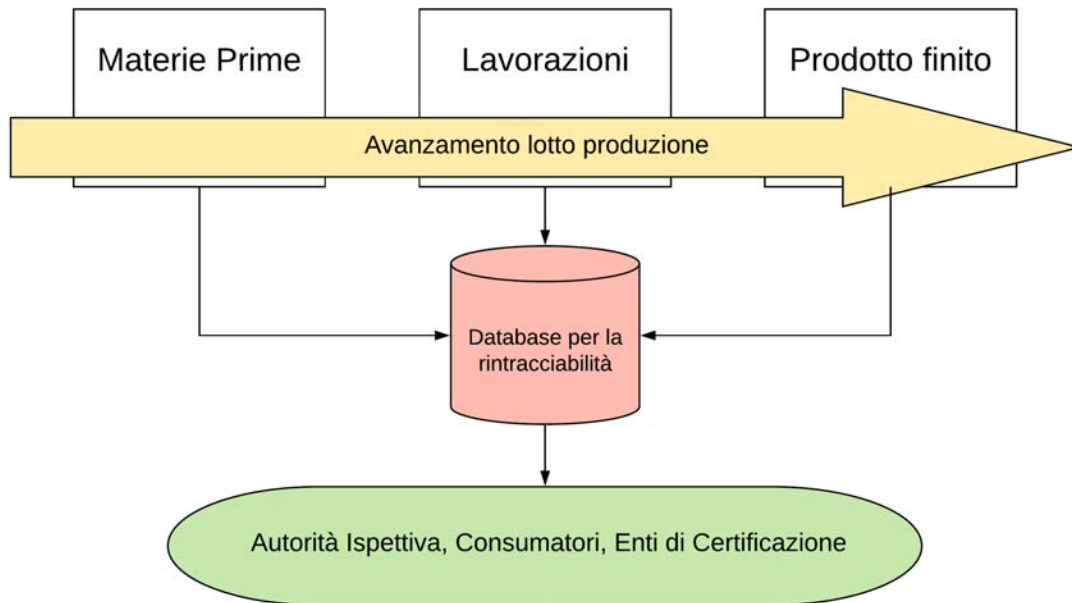 Materie Prime
Lavorazioni
Prodotto finito
Avanzamento lotto produzione
Database per la
rintracciabilità
Autorità Ispettiva, Consumatori, Enti di Certificazione